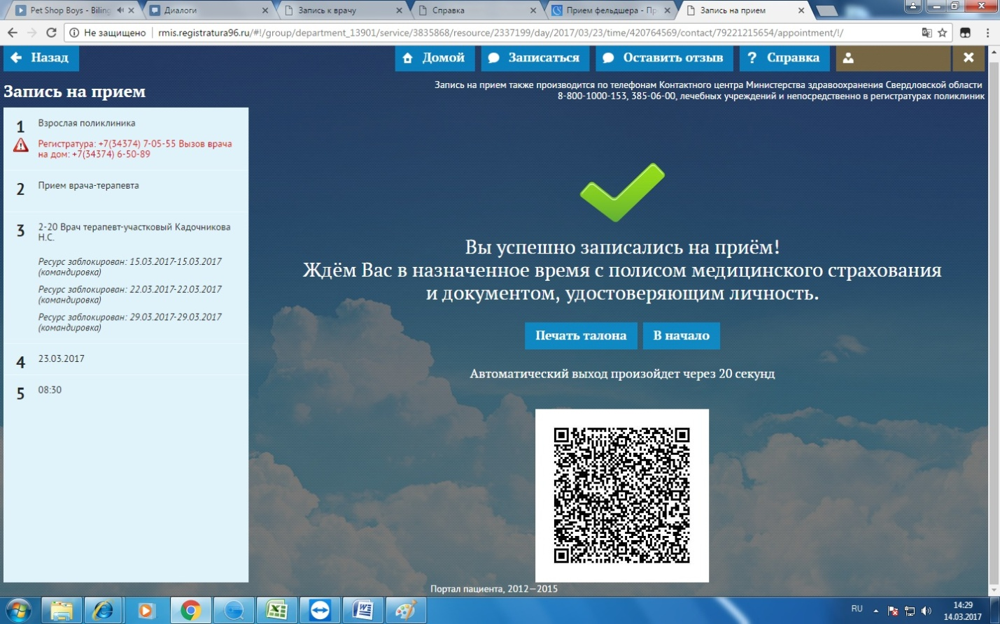 Pet Shop Boys - Biling
Диалоги
Запись к врачу
Справка
Прием фельдшера - Пр
Запись на прием
Не защищено
rmis.registratura96.ru/#!/group/department_13901/service/3835868/resource/2337199/day/2017/03/23/time/420764569/contact/79221215654/appointment/!/
Назад
Домой
Записаться
Оставить отзыв
? Справка
Запись на прием
Запись на прием также производится по телефонам Контактного центра Министерства здравоохранения Свердловской области
8-800-1000-153, 385-06-00, лечебных учреждений и непосредственно в регистратурах поликлиник
1 Взрослая поликлиника
Регистратура: +7(34374) 7-05-55 Вызов врача
на дом: +7(34374) 6-50-89
2 Прием врача-терапевта
3 2-20 Врач терапевт-участковый Кадочникова
Н.С.
Ресурс заблокирован: 15.03.2017-15.03.2017
(командировка)
Ресурс заблокирован: 22.03.2017-22.03.2017
(командировка)
Ресурс заблокирован: 29.03.2017-29.03.2017
(командировка)
4 23.03.2017
5 08:30
Вы успешно записались на приём!
Ждём Вас в назначенное время с полисом медицинского страхования
и документом, удостоверяющим личность.
Печать талона
В начало
Автоматический выход произойдет через 20 секунд
Портал пациента, 2012—2015
RU
14:29
14.03.2017